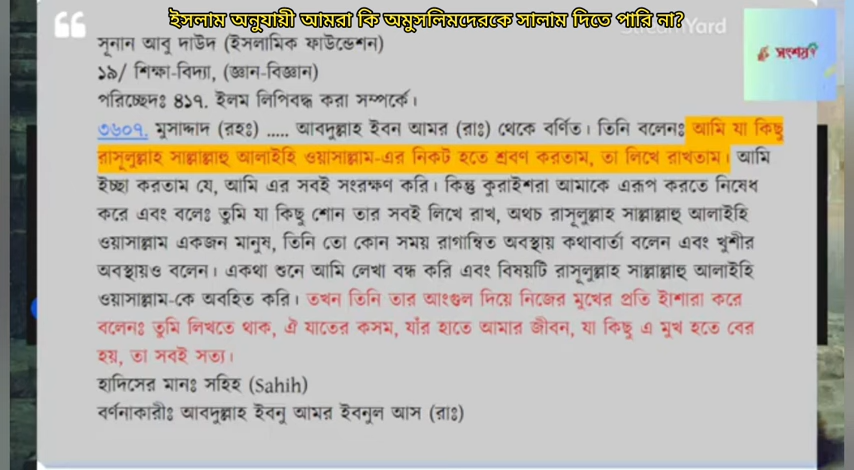 ইসলাম অনুযায়ী আমরা কি অমুসলিমদেরকে সালাম দিতে পারি না?
StreamYard
সংশয়
সূনান আবু দাউদ (ইসলামিক ফাউন্ডেশন)
১৯/ শিক্ষা-বিদ্যা, (জ্ঞান-বিজ্ঞান)
পরিচ্ছেদঃ ৪১৭. ইলম লিপিবদ্ধ করা সম্পর্কে।
৩৬০৭. মুসাদ্দাদ (রহঃ) ..... আবদুল্লাহ ইবন আমর (রাঃ) থেকে বর্ণিত। তিনি বলেনঃ আমি যা কিছু
রাসূলুল্লাহ সাল্লাল্লাহু আলাইহি ওয়াসাল্লাম-এর নিকট হতে শ্রবণ করতাম, তা লিখে রাখতাম। আমি
ইচ্ছা করতাম যে, আমি এর সবই সংরক্ষণ করি। কিন্তু কুরাইশরা আমাকে এরূপ করতে নিষেধ
করে এবং বলেঃ তুমি যা কিছু শোন তার সবই লিখে রাখ, অথচ রাসূলুল্লাহ সাল্লাল্লাহু আলাইহি
ওয়াসাল্লাম একজন মানুষ, তিনি তো কোন সময় রাগান্বিত অবস্থায় কথাবার্তা বলেন এবং খুশীর
অবস্থায়ও বলেন। একথা শুনে আমি লেখা বন্ধ করি এবং বিষয়টি রাসূলুল্লাহ সাল্লাল্লাহু আলাইহি
ওয়াসাল্লাম-কে অবহিত করি। তখন তিনি তার আংগুল দিয়ে নিজের মুখের প্রতি ইাশারা করে
বলেনঃ তুমি লিখতে থাক, ঐ যাতের কসম, যাঁর হাতে আমার জীবন, যা কিছু এ মুখ হতে বের
হয়, তা সবই সত্য।
হাদিসের মানঃ সহিহ (Sahih)
বর্ণনাকারীঃ আবদুল্লাহ ইবনু আমর ইবনুল আস (রাঃ)